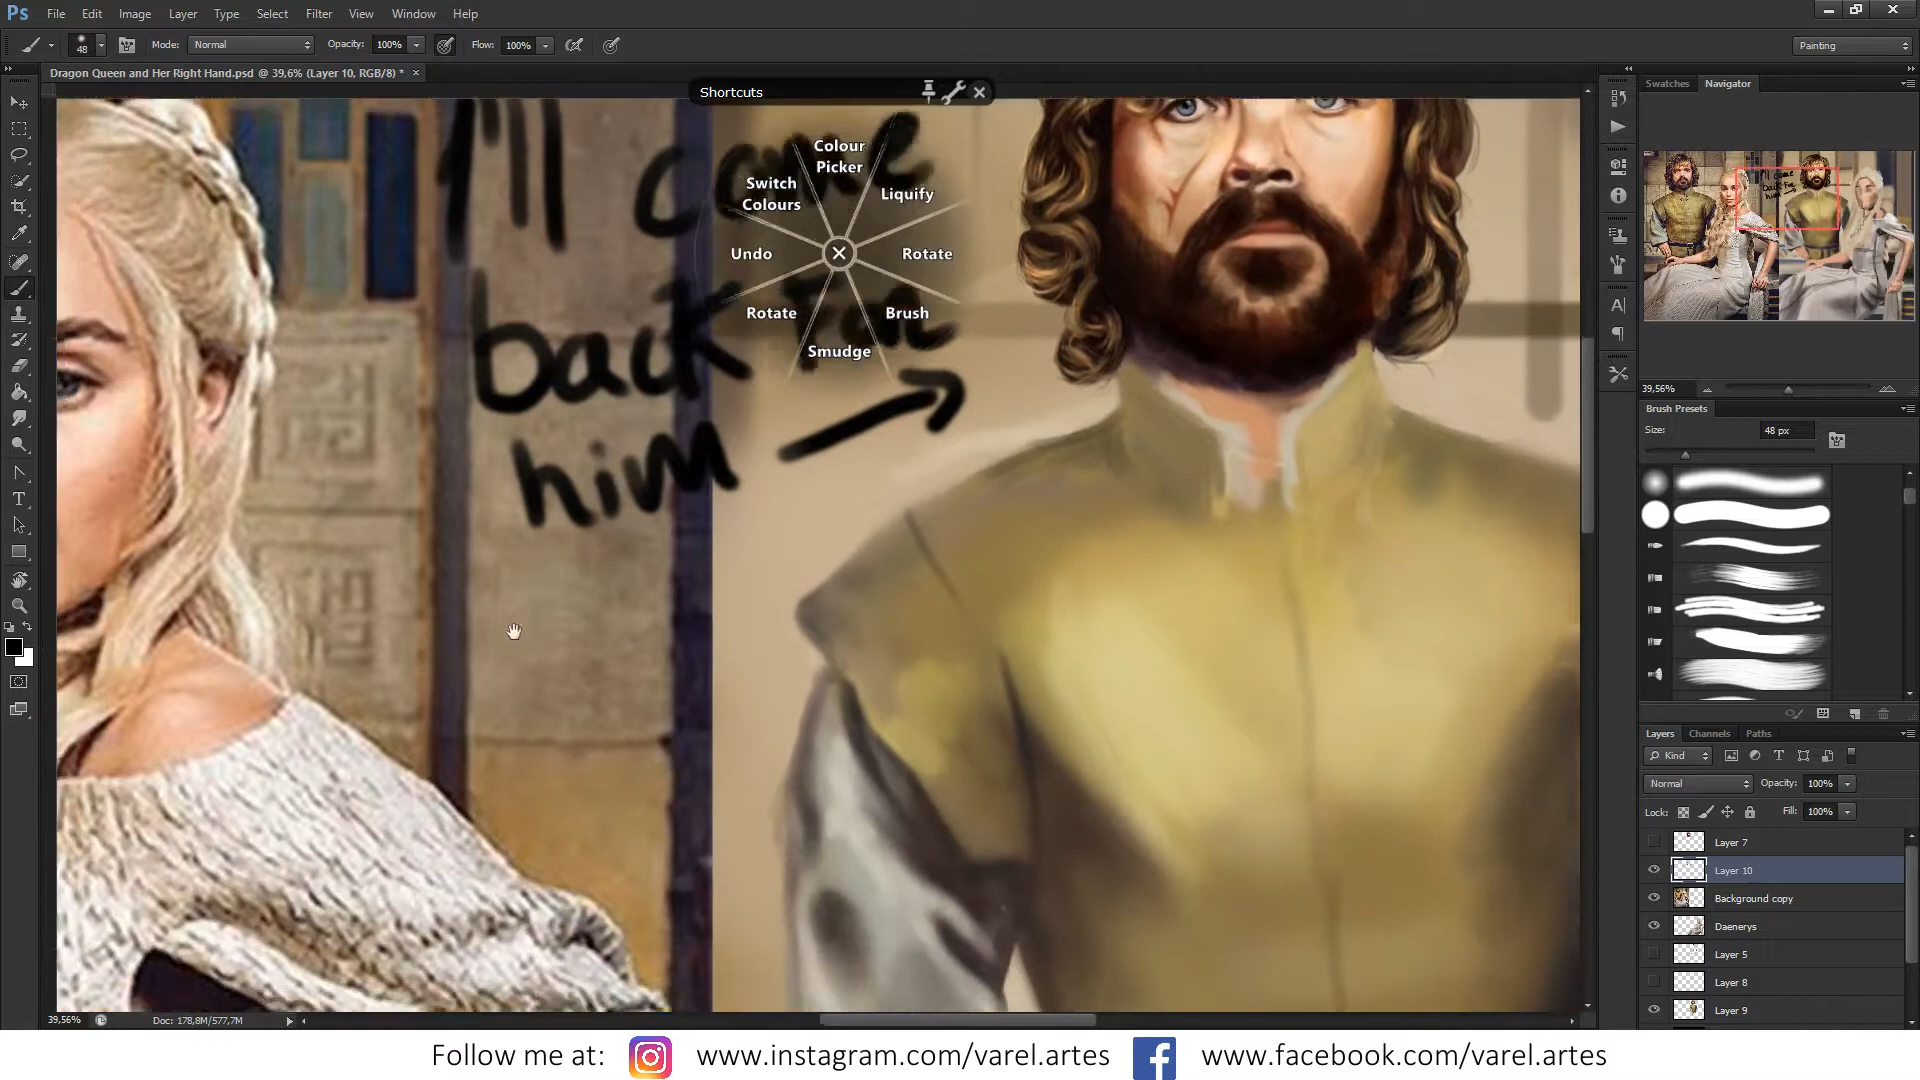 Ps File Edit Image Layer Type Select Filter 3D View Window Help
48 Mode: Normal Opacity: 100% Flow: 100% Painting
Dragon Queen and Her Right Hand.psd @ 39,6% (Layer 10, RGB/8) *
Shortcuts
Colour
Picker
Switch
Colours
Liquify
Undo
Rotate
Rotate
Brush
Smudge
I'll come
back For
him
Swatches Navigator
39,56%
Brush Presets
Size: 48 px
Layers Channels Paths
Kind
Normal Opacity: 100%
Lock: Fill: 100%
Layer 7
Layer 10
Background copy
Daenerys
Layer 5
Layer 8
Layer 9
39,56% Doc: 178,8M/577,7M
Follow me at: www.instagram.com/varel.artes www.facebook.com/varel.artes